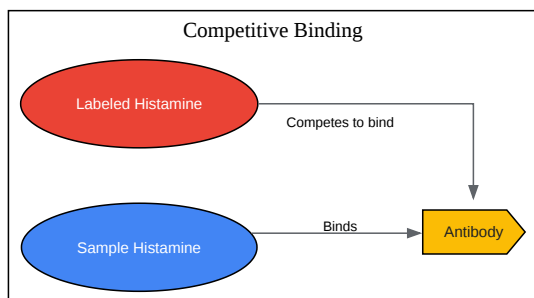 Competitive Binding
Labeled Histamine
Competes to bind
Sample Histamine
Binds
Antibody